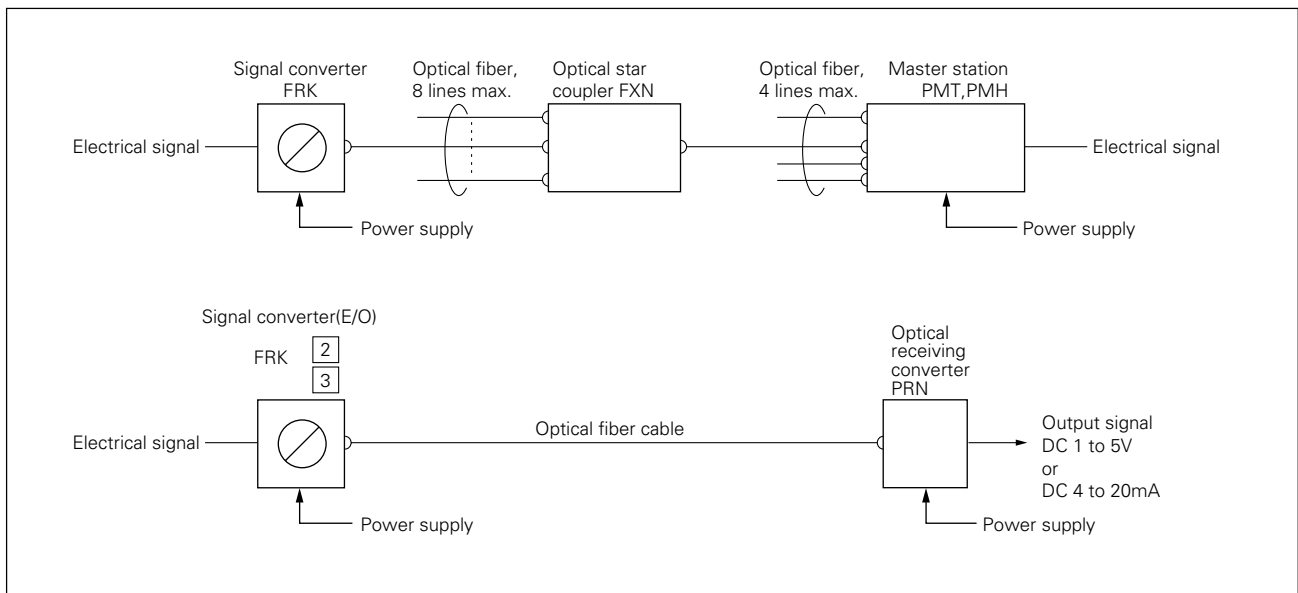 Signal converter
FRK
Optical fiber,
8 lines max.
Optical star
coupler FXN
Optical fiber,
4 lines max.
Master station
PMT,PMH
Electrical signal
Electrical signal
Power supply
Power supply
Signal converter(E/O)
FRK
2
3
Optical
receiving
converter
PRN
Electrical signal
Optical fiber cable
Output signal
DC 1 to 5V
or
DC 4 to 20mA
Power supply
Power supply